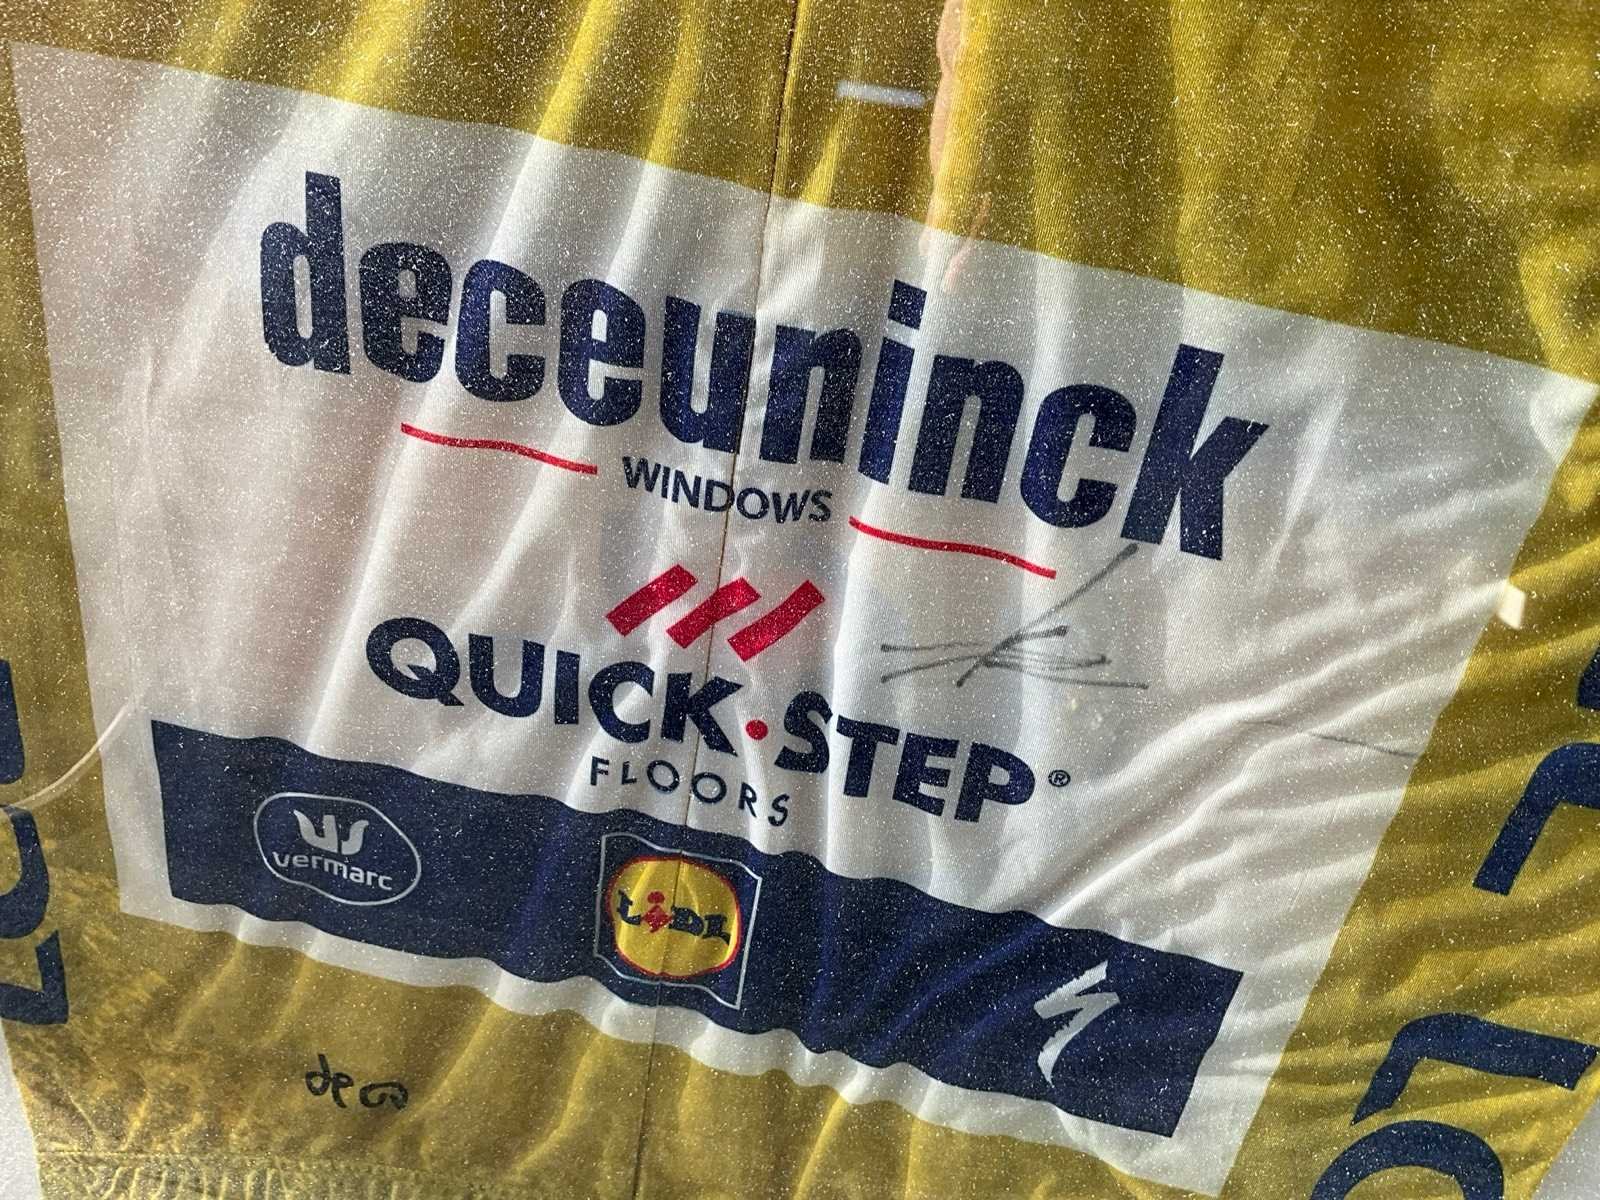 deceuninck
WINDOWS
QUICK·STEP®
FLOORS
vermarc
LiDL